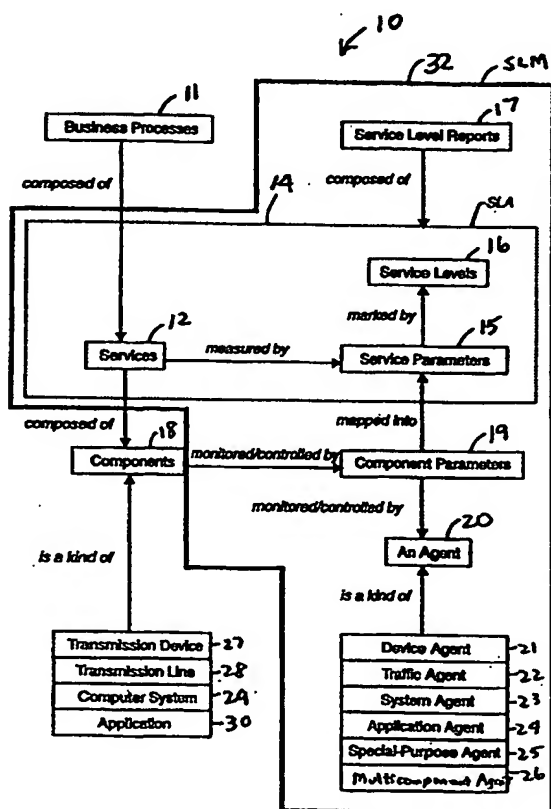 10
32 SLM
11
Business Processes
17
Service Level Reports
composed of
14
composed of
SLA
16
Service Levels
marked by
12
Services
measured by
15
Service Parameters
composed of
18
Components
mapped into
monitored/controlled by
19
Component Parameters
monitored/controlled by
20
An Agent
is a kind of
is a kind of
Transmission Device 27
Transmission Line 28
Computer System 29
Application 30
Device Agent 21
Traffic Agent 22
System Agent 23
Application Agent 24
Special-Purpose Agent 25
Multicomponent Agent 26